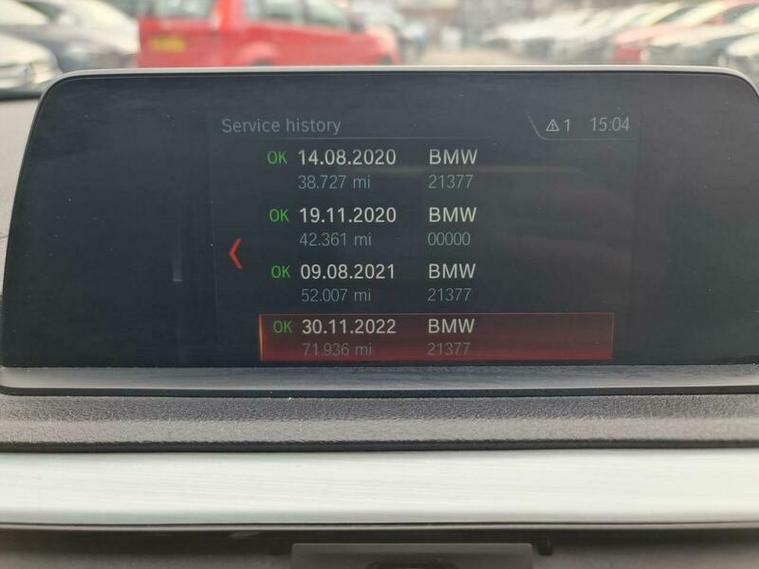 Service history
⚠1 15:04
OK 14.08.2020 BMW
38.727 mi 21377
OK 19.11.2020 BMW
42.361 mi 00000
OK 09.08.2021 BMW
52.007 mi 21377
OK 30.11.2022 BMW
71.936 mi 21377